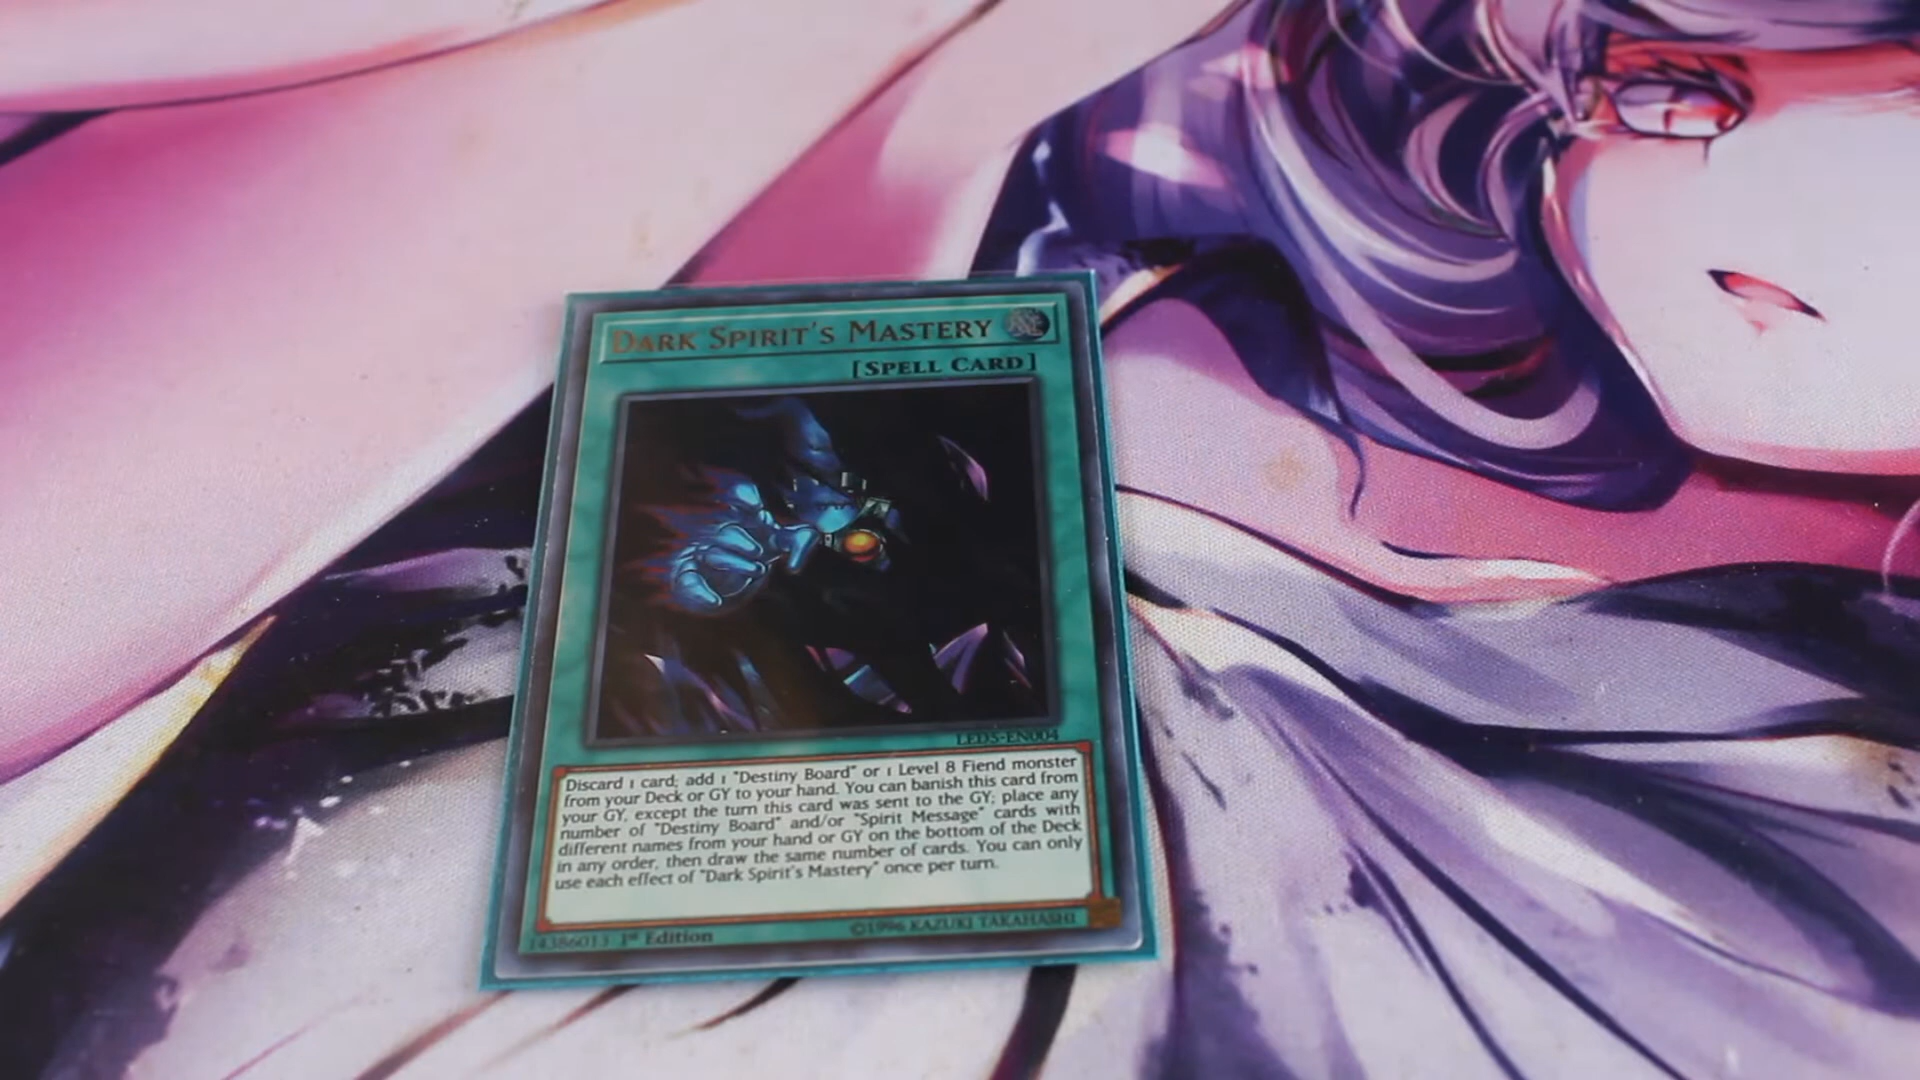 DARK SPIRIT'S MASTERY
[SPELL CARD]
LED5-EN004
Discard 1 card; add 1 "Destiny Board" or 1 Level 8 Fiend monster
from your Deck or GY to your hand. You can banish this card from
your GY, except the turn this card was sent to the GY; place any
number of "Destiny Board" and/or "Spirit Message" cards with
different names from your hand or GY on the bottom of the Deck
in any order, then draw the same number of cards. You can only
use each effect of "Dark Spirit's Mastery" once per turn.
14386013 1st Edition
©1996 KAZUKI TAKAHASHI